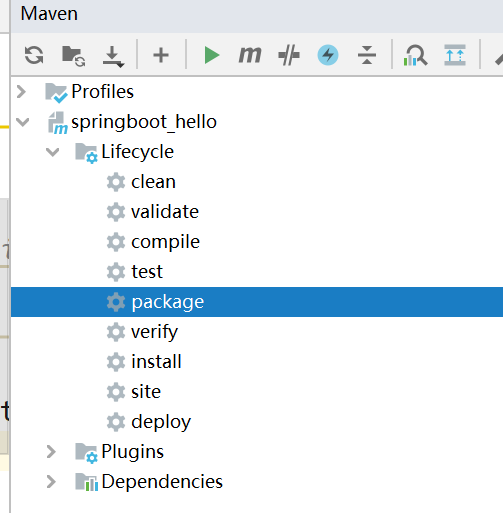 Maven
Profiles
springboot_hello
Lifecycle
clean
validate
compile
test
package
verify
install
site
deploy
Plugins
Dependencies